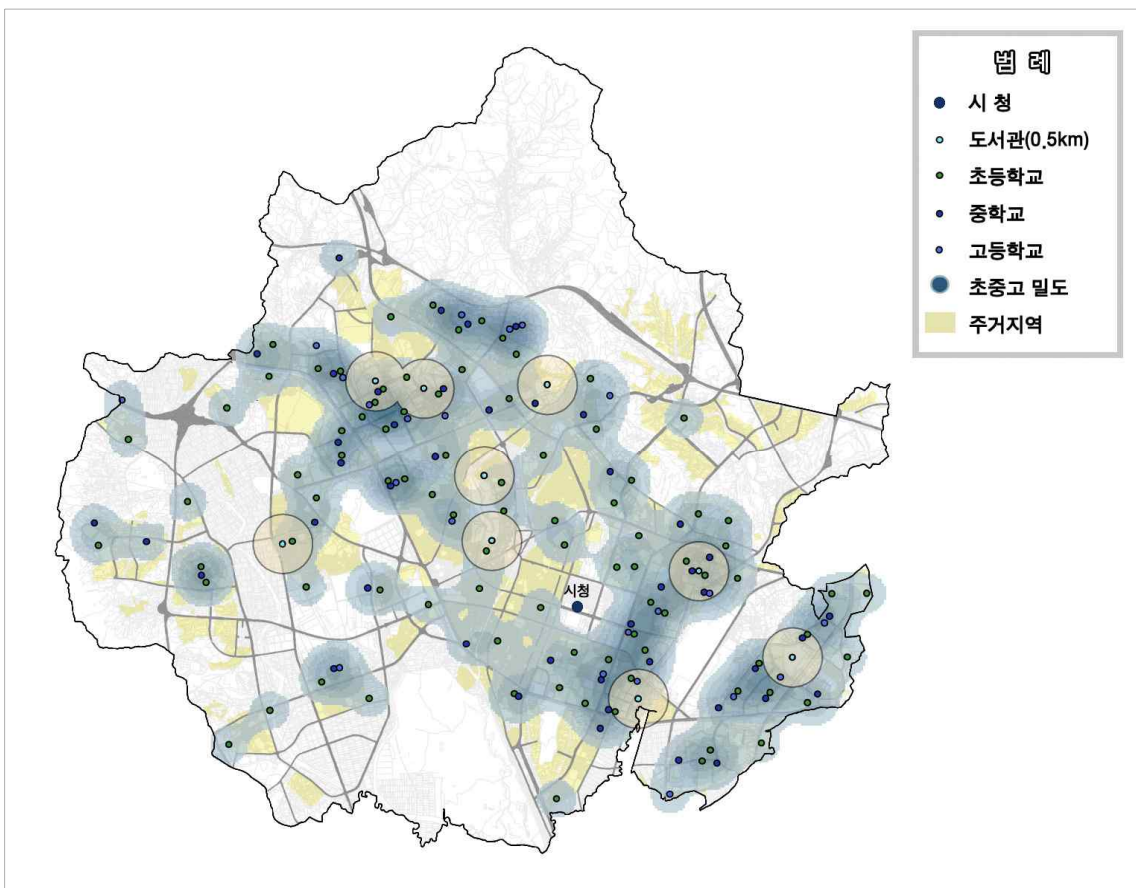 범 례
시 청
도서관(0.5km)
초등학교
중학교
고등학교
초중고 밀도
주거지역
시청